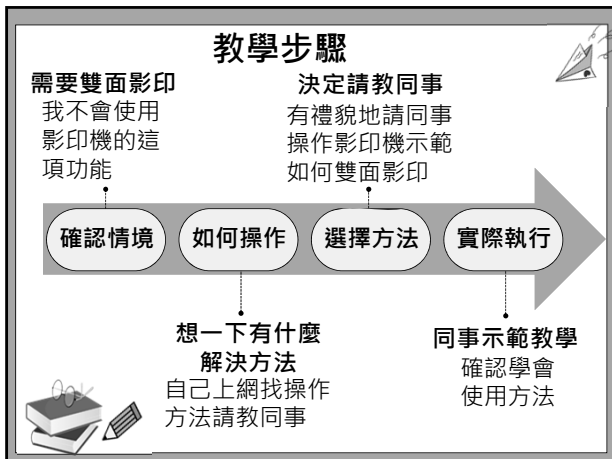 教學步驟
需要雙面影印
我不會使用
影印機的這
項功能
決定請教同事
有禮貌地請同事
操作影印機示範
如何雙面影印
確認情境
如何操作
選擇方法
實際執行
想一下有什麼
解決方法
自己上網找操作
方法請教同事
同事示範教學
確認學會
使用方法